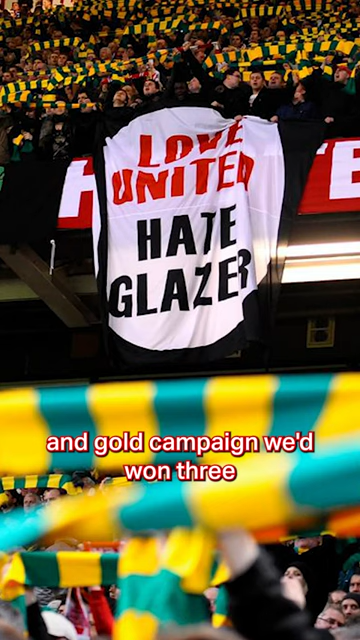 LOVE
UNITED
HATE
GLAZER
and gold campaign we'd
won three